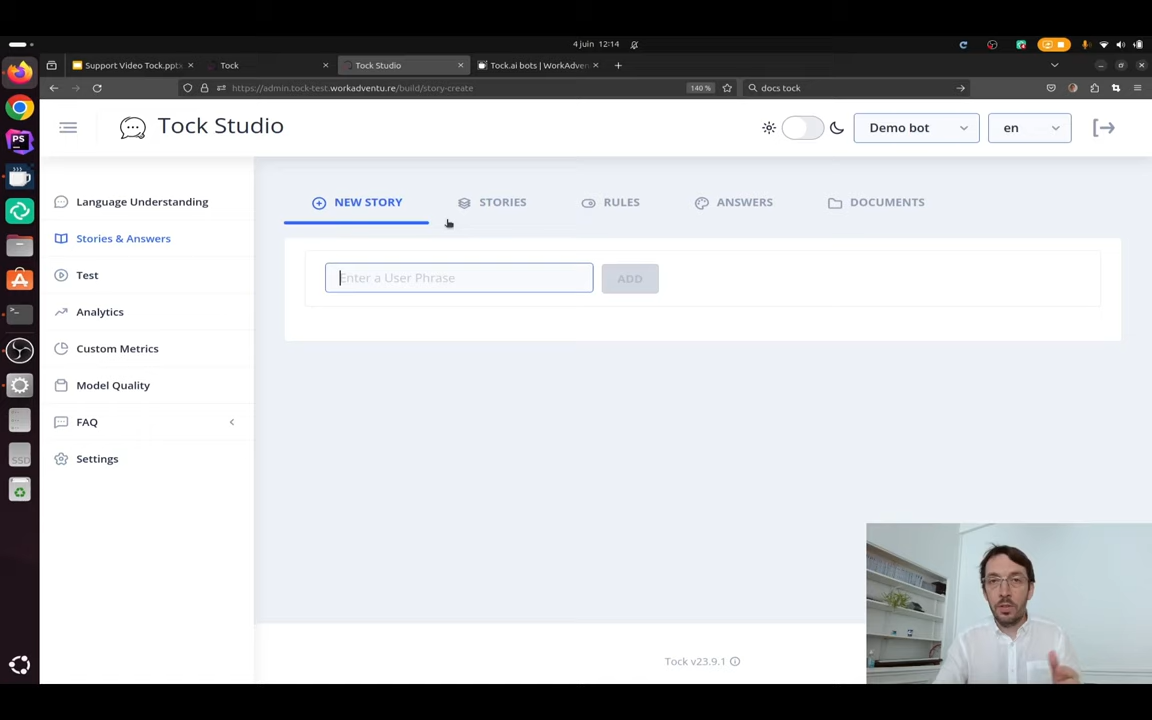 4 juin 12:14
Support Video Tock.pptx
Tock
Tock Studio
Tock.ai bots | WorkAdven
https://admin.tock-test.workadventu.re/build/story-create
140 %
docs tock
Tock Studio
Demo bot
en
NEW STORY
STORIES
RULES
ANSWERS
DOCUMENTS
Language Understanding
Stories & Answers
Test
Analytics
Custom Metrics
Model Quality
FAQ
Settings
Enter a User Phrase
ADD
PS
SSD
Tock v23.9.1